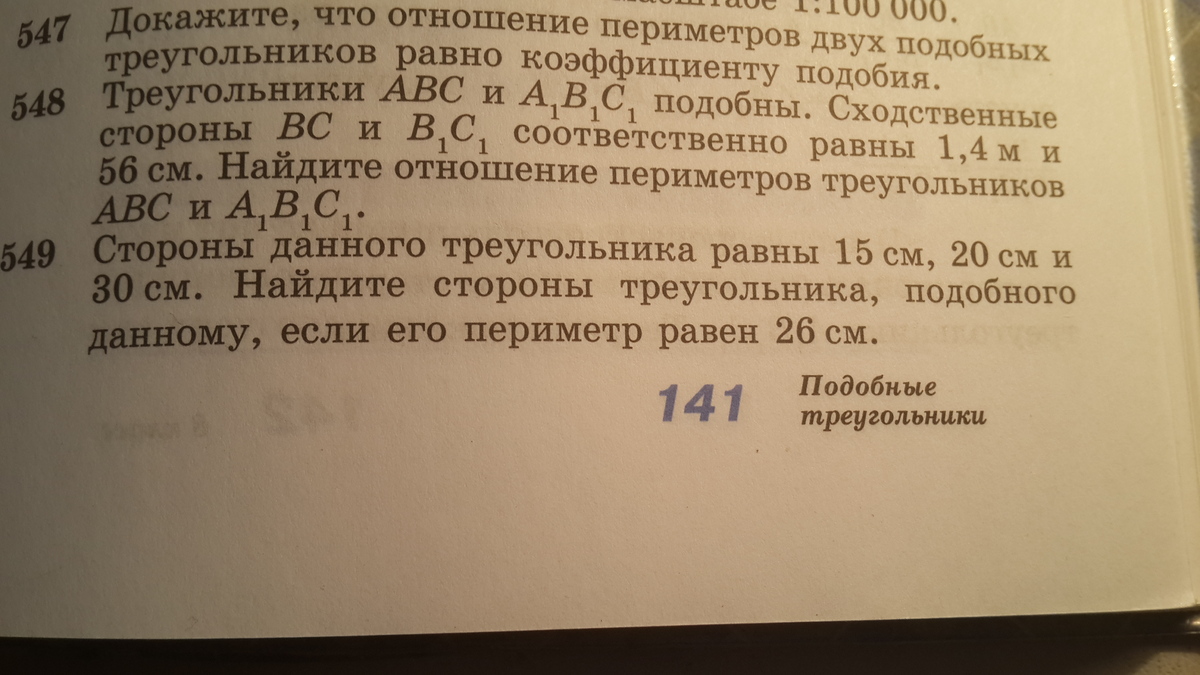 1:100 000.
547 Докажите, что отношение периметров двух подобных
треугольников равно коэффициенту подобия.
548 Треугольники ABC и A₁B₁C₁ подобны. Сходственные
стороны BC и B₁C₁ соответственно равны 1,4 м и
56 см. Найдите отношение периметров треугольников
ABC и A₁B₁C₁.
549 Стороны данного треугольника равны 15 см, 20 см и
30 см. Найдите стороны треугольника, подобного
данному, если его периметр равен 26 см.
141 Подобные
треугольники